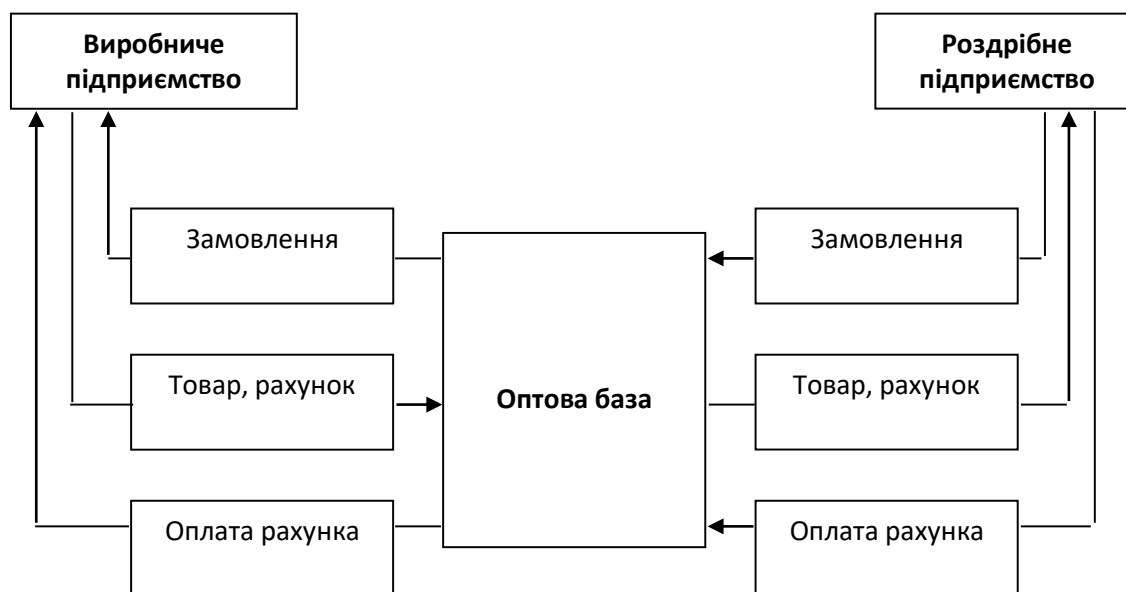 Виробниче
підприємство
Роздрібне
підприємство
Замовлення
Замовлення
Товар, рахунок
Оптова база
Товар, рахунок
Оплата рахунка
Оплата рахунка